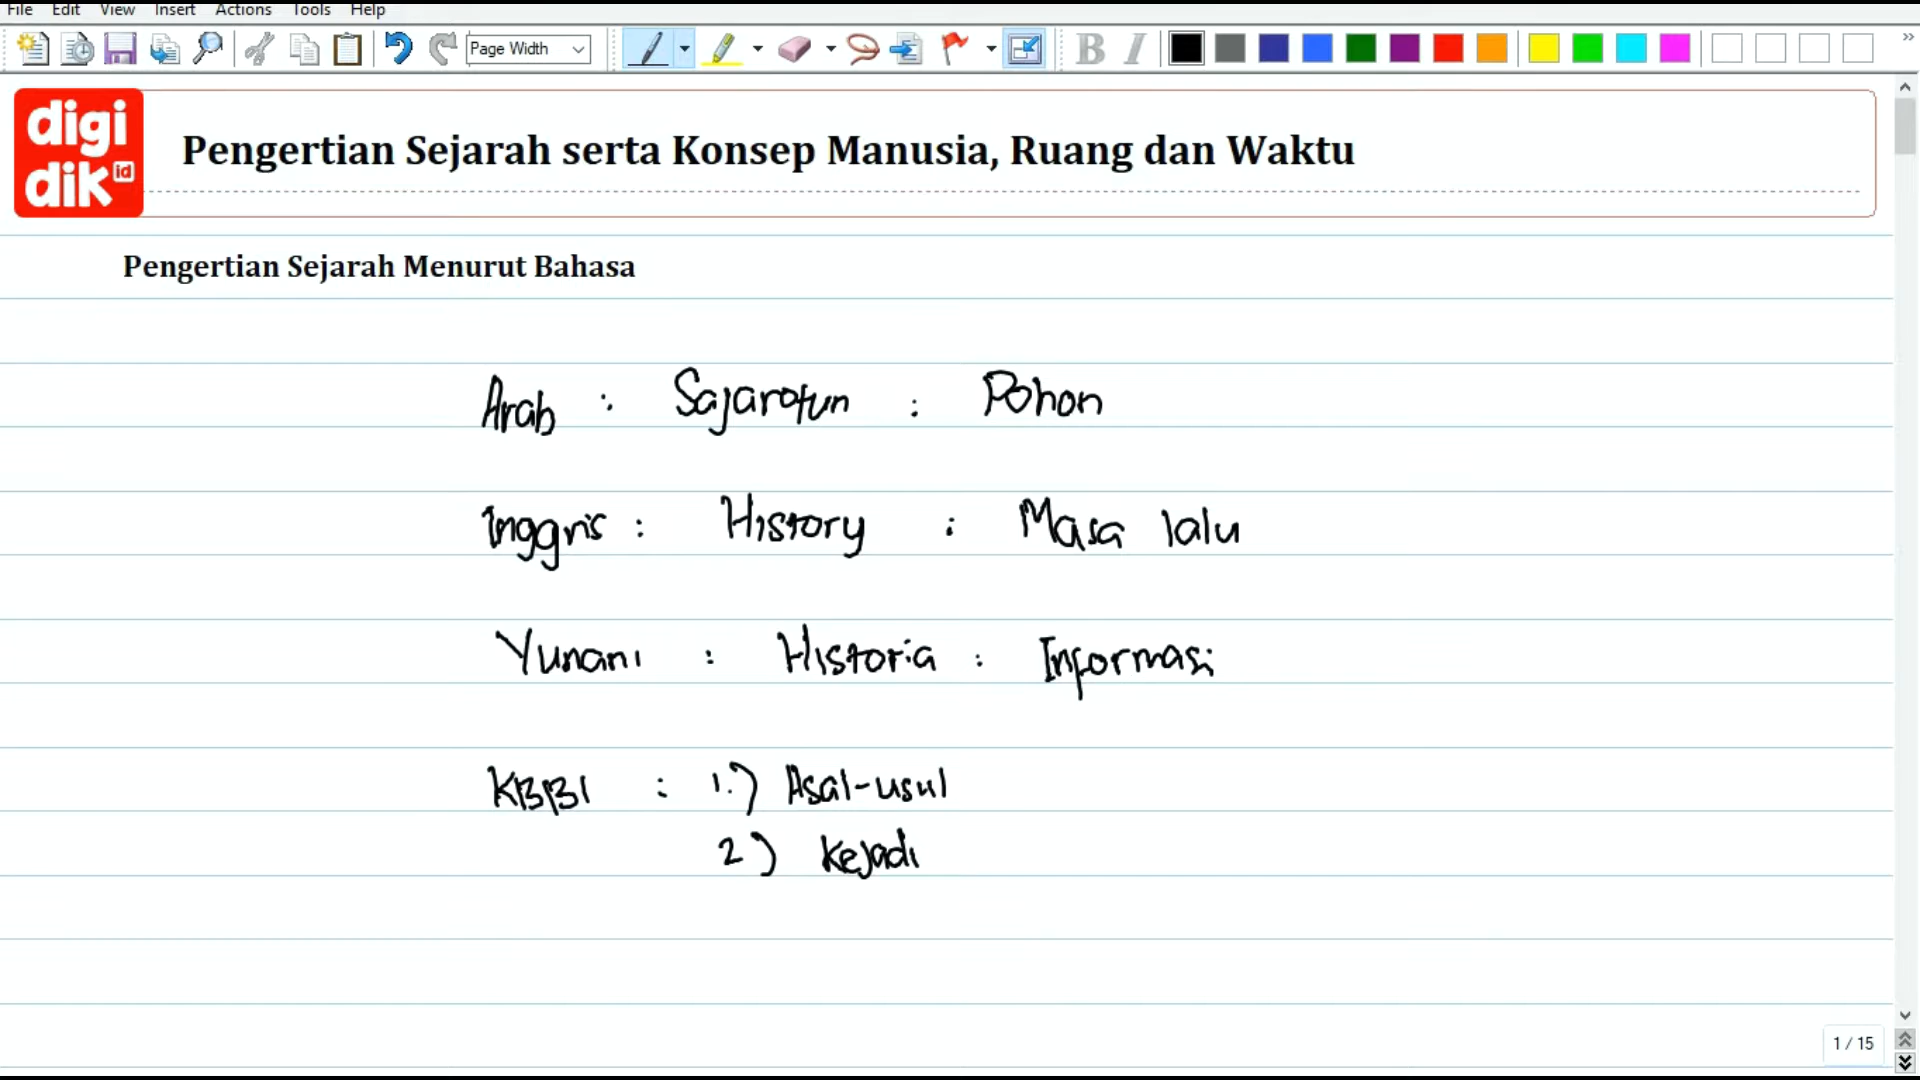 File Edit View Insert Actions Tools Help
Page Width
B I
digi dik id
Pengertian Sejarah serta Konsep Manusia, Ruang dan Waktu
Pengertian Sejarah Menurut Bahasa
Arab : Sajarotun : Pohon
Inggris : History : Masa lalu
Yunani : Historia : Informasi
KBBI : 1.) Asal-usul
2) Kejadi
1 / 15